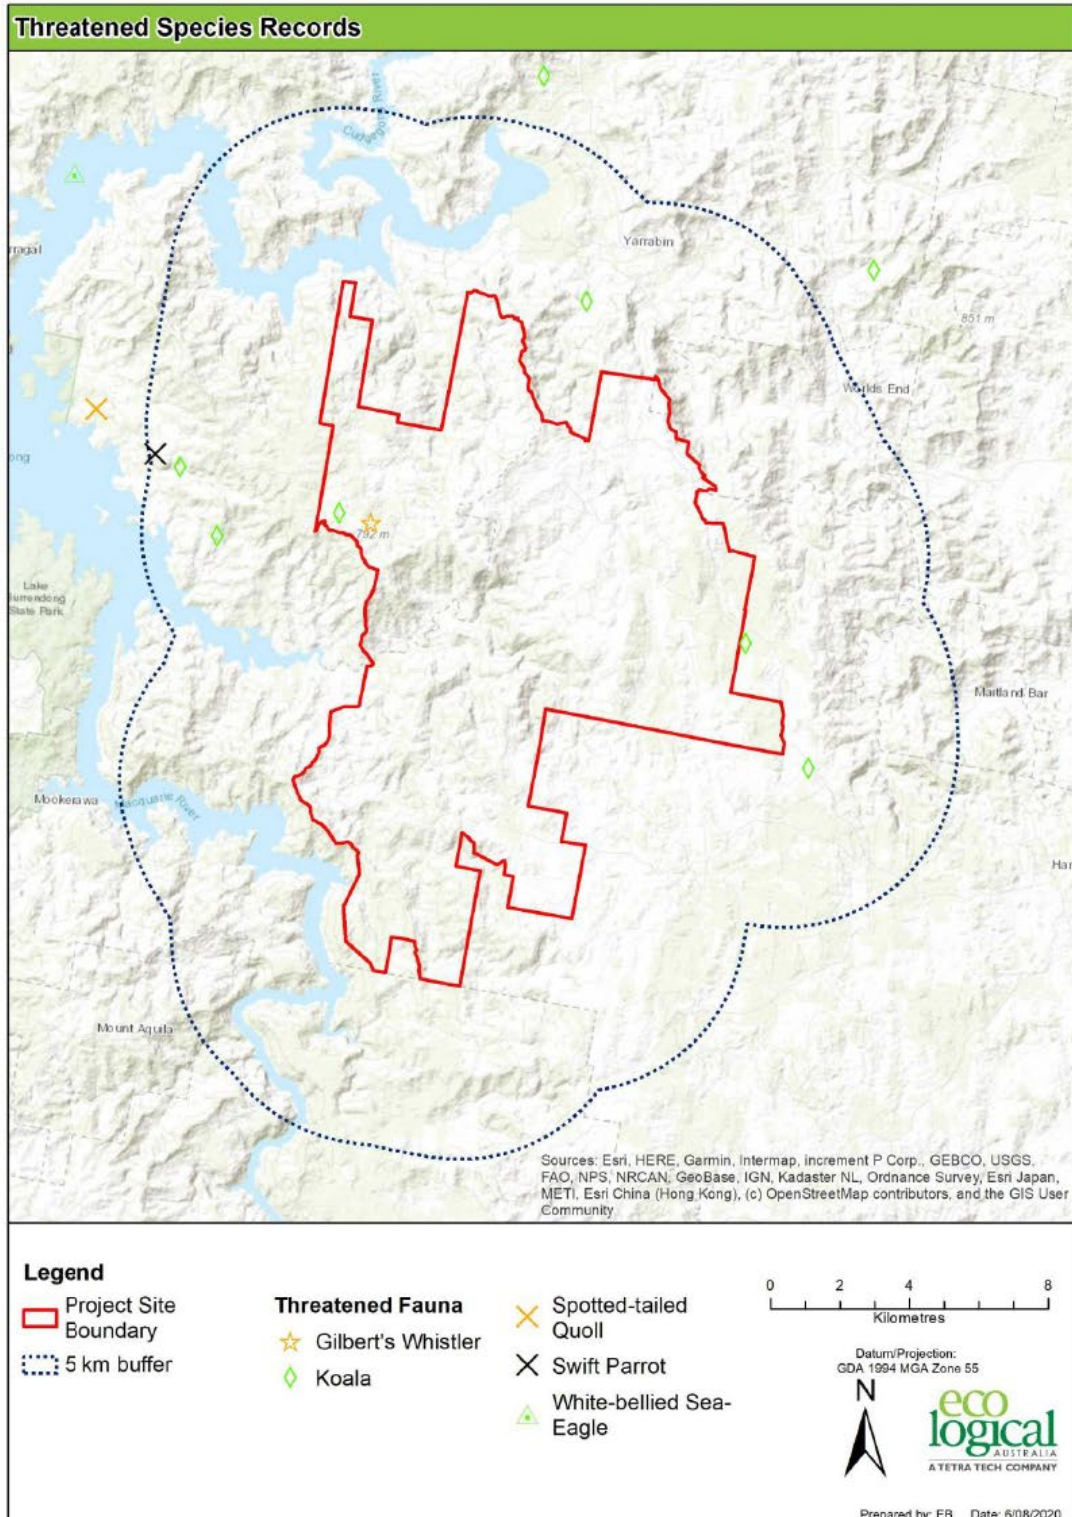 Threatened Species Records
Cudgegong River
Yarrabin
851 m
Worlds End
792 m
Lake
State Park
Maitland Bar
Mookerawa
Macquarie River
Mount Aquila
Sources: Esri, HERE, Garmin, Intermap, increment P Corp., GEBCO, USGS,
FAO, NPS, NRCAN, GeoBase, IGN, Kadaster NL, Ordnance Survey, Esri Japan,
METI, Esri China (Hong Kong), (c) OpenStreetMap contributors, and the GIS User
Community
Legend
Project Site
Boundary
5 km buffer
Threatened Fauna
Gilbert's Whistler
Koala
Spotted-tailed
Quoll
Swift Parrot
White-bellied Sea-
Eagle
0 2 4 8
Kilometres
Datum/Projection:
GDA 1994 MGA Zone 55
N
eco
logical
AUSTRALIA
A TETRA TECH COMPANY
Prepared by: EB Date: 6/08/2020